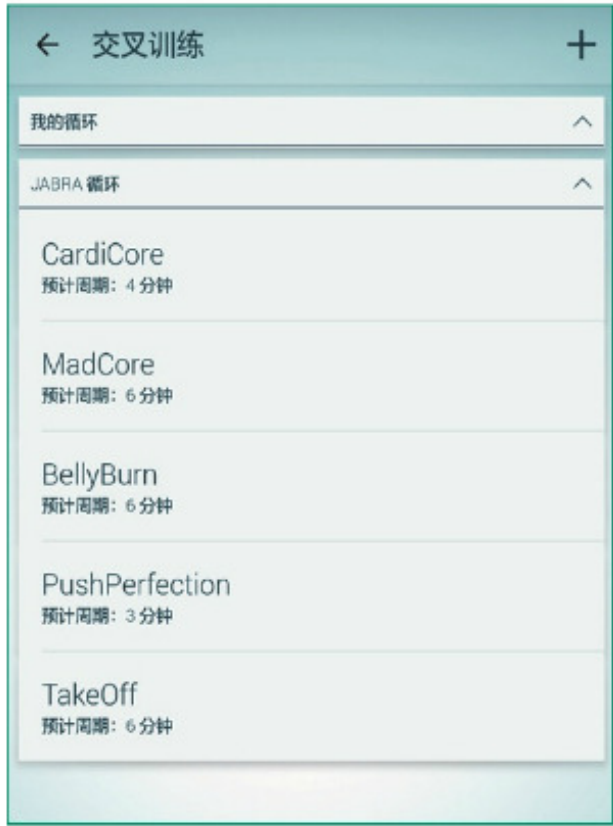 交叉训练
我的循环
JABRA 循环
CardiCore
预计周期：4 分钟
MadCore
预计周期：6 分钟
BellyBurn
预计周期：6 分钟
PushPerfection
预计周期：3 分钟
TakeOff
预计周期：6 分钟